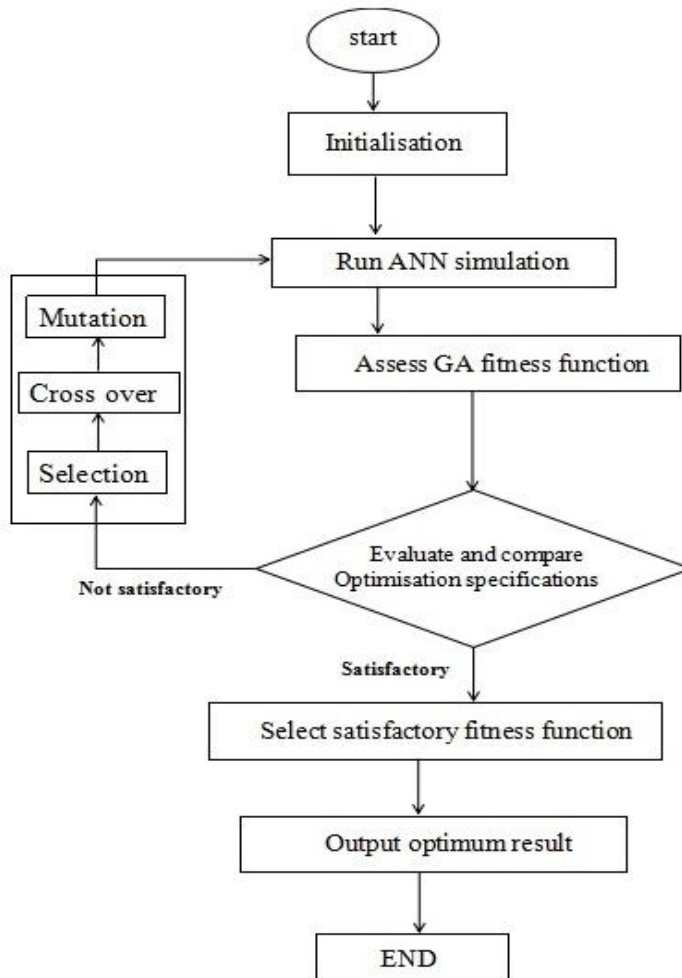 start
Initialisation
Run ANN simulation
Mutation
Assess GA fitness function
Cross over
Selection
Evaluate and compare
Optimisation specifications
Not satisfactory
Satisfactory
Select satisfactory fitness function
Output optimum result
END